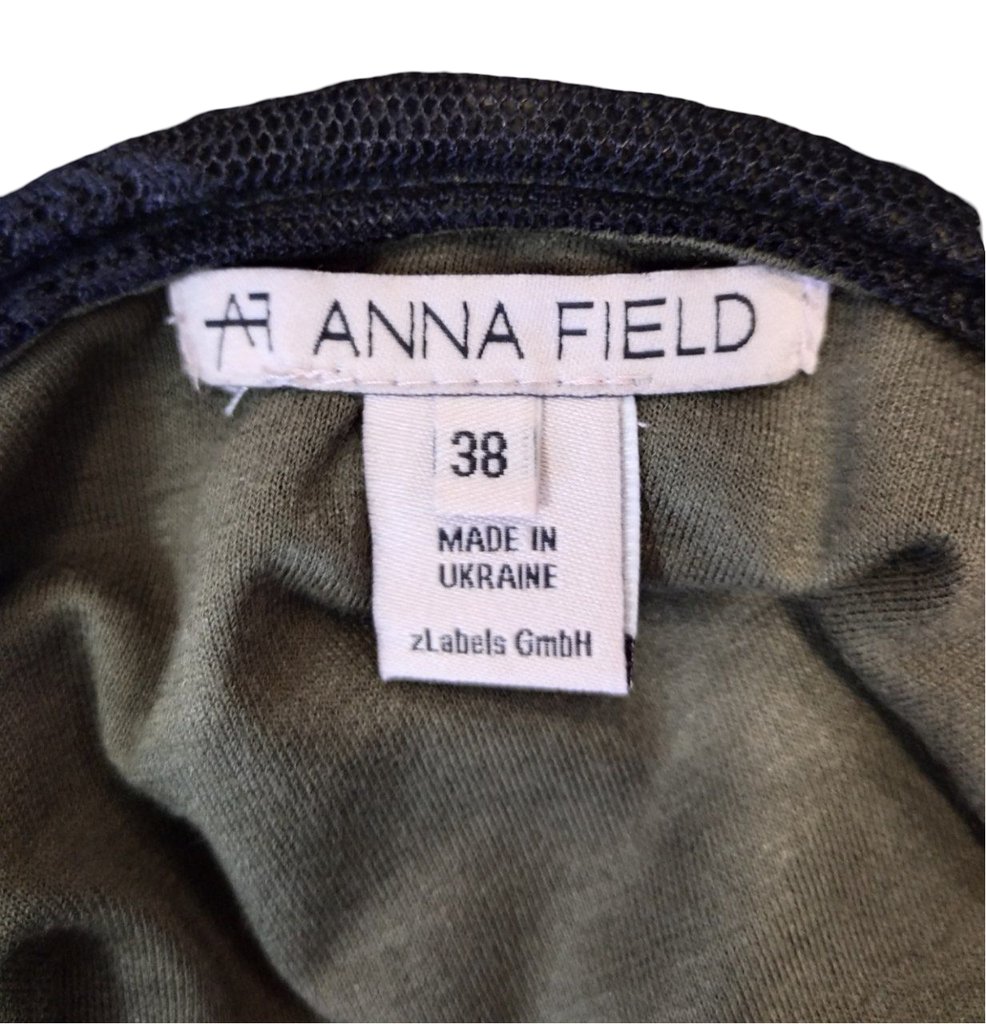 AF ANNA FIELD
38
MADE IN
UKRAINE
zLabels GmbH